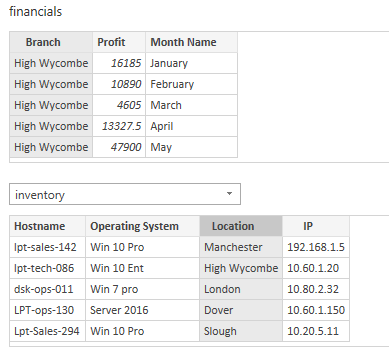 financials
Branch Profit Month Name
High Wycombe 16185 January
High Wycombe 10890 February
High Wycombe 4605 March
High Wycombe 13327.5 April
High Wycombe 47900 May
inventory
Hostname Operating System Location IP
lpt-sales-142 Win 10 Pro Manchester 192.168.1.5
lpt-tech-086 Win 10 Ent High Wycombe 10.60.1.20
dsk-ops-011 Win 7 pro London 10.80.2.32
LPT-ops-130 Server 2016 Dover 10.60.1.150
Lpt-Sales-294 Win 10 Pro Slough 10.20.5.11